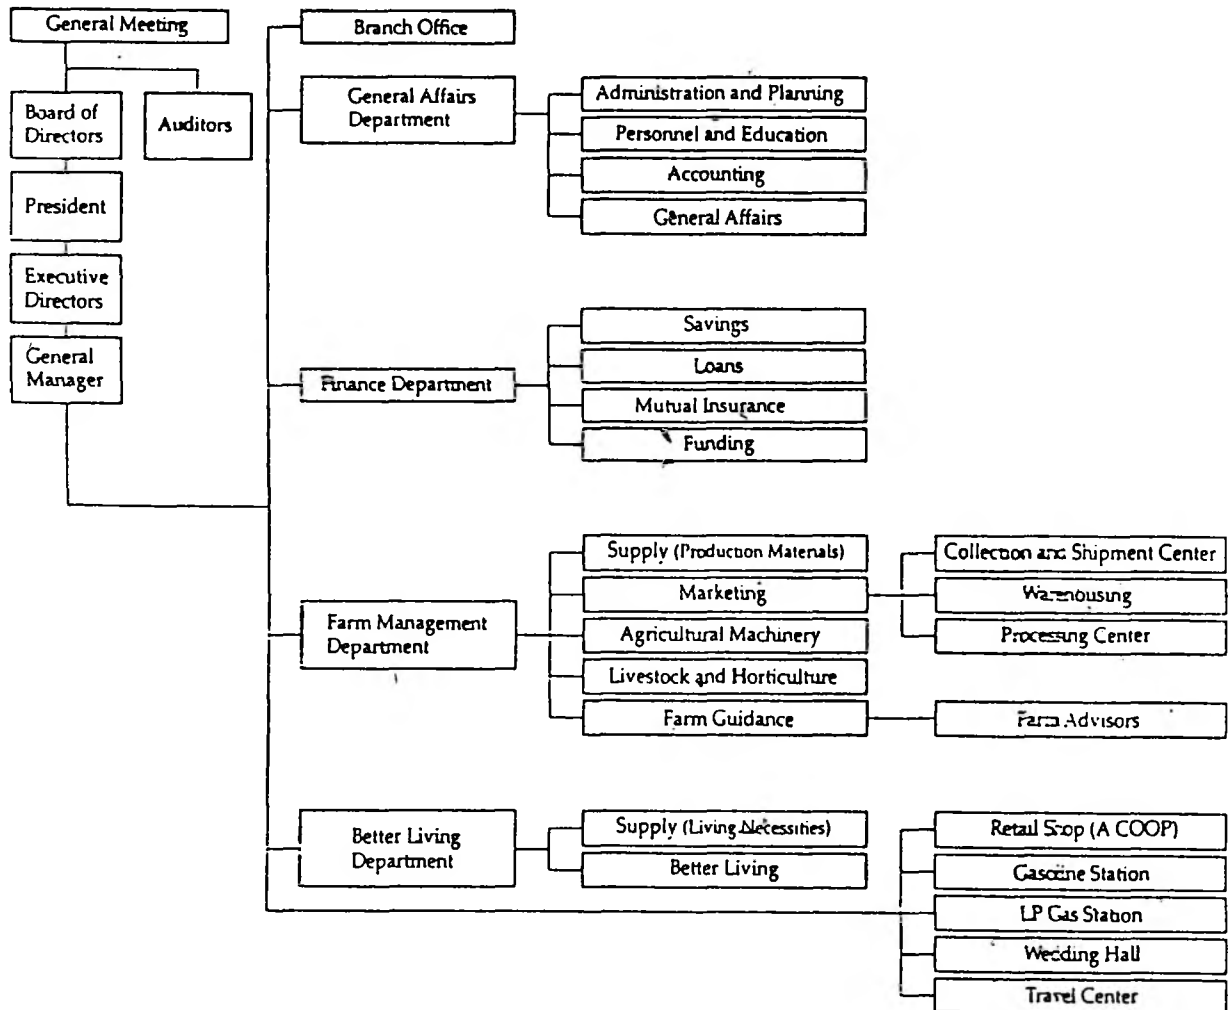 General Meeting
Board of
Directors
Auditors
President
Executive
Directors
General
Manager
Branch Office
General Affairs
Department
Administration and Planning
Personnel and Education
Accounting
General Affairs
Finance Department
Savings
Loans
Mutual Insurance
Funding
Farm Management
Department
Supply (Production Materials)
Marketing
Agricultural Machinery
Livestock and Horticulture
Farm Guidance
Collection and Shipment Center
Warehousing
Processing Center
Farm Advisors
Better Living
Department
Supply (Living Necessities)
Better Living
Retail Shop (A COOP)
Gasoline Station
LP Gas Station
Wedding Hall
Travel Center